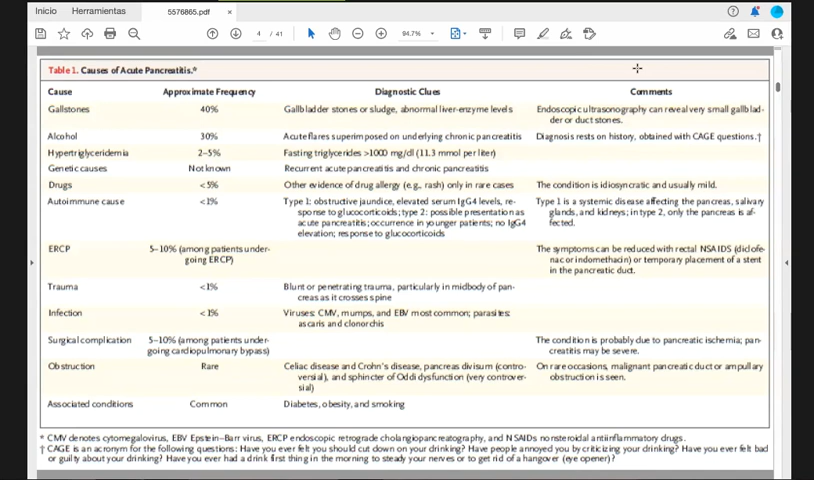 Inicio Herramientas 5576865.pdf ×
4 / 41 94.7%
Table 1. Causes of Acute Pancreatitis.*
Cause Approximate Frequency Diagnostic Clues Comments
Gallstones 40% Gallbladder stones or sludge, abnormal liver-enzyme levels Endoscopic ultrasonography can reveal very small gallblad-
der or duct stones.
Alcohol 30% Acute flares superimposed on underlying chronic pancreatitis Diagnosis rests on history, obtained with CAGE questions.†
Hypertriglyceridemia 2–5% Fasting triglycerides >1000 mg/dl (11.3 mmol per liter)
Genetic causes Not known Recurrent acute pancreatitis and chronic pancreatitis
Drugs <5% Other evidence of drug allergy (e.g., rash) only in rare cases The condition is idiosyncratic and usually mild.
Autoimmune cause <1% Type 1: obstructive jaundice, elevated serum IgG4 levels, re- Type 1 is a systemic disease affecting the pancreas, salivary
sponse to glucocorticoids; type 2: possible presentation as glands, and kidneys; in type 2, only the pancreas is af-
acute pancreatitis; occurrence in younger patients; no IgG4 fected.
elevation; response to glucocorticoids
ERCP 5–10% (among patients under- The symptoms can be reduced with rectal NSAIDS (diclofe-
going ERCP) nac or indomethacin) or temporary placement of a stent
in the pancreatic duct.
Trauma <1% Blunt or penetrating trauma, particularly in midbody of pan-
creas as it crosses spine
Infection <1% Viruses: CMV, mumps, and EBV most common; parasites:
ascaris and clonorchis
Surgical complication 5–10% (among patients under- The condition is probably due to pancreatic ischemia; pan-
going cardiopulmonary bypass) creatitis may be severe.
Obstruction Rare Celiac disease and Crohn's disease, pancreas divisum (contro- On rare occasions, malignant pancreatic duct or ampullary
versial), and sphincter of Oddi dysfunction (very controver- obstruction is seen.
sial)
Associated conditions Common Diabetes, obesity, and smoking
* CMV denotes cytomegalovirus, EBV Epstein–Barr virus, ERCP endoscopic retrograde cholangiopancreatography, and NSAIDs nonsteroidal antiinflammatory drugs.
† CAGE is an acronym for the following questions: Have you ever felt you should cut down on your drinking? Have people annoyed you by criticizing your drinking? Have you ever felt bad
or guilty about your drinking? Have you ever had a drink first thing in the morning to steady your nerves or to get rid of a hangover (eye opener)?